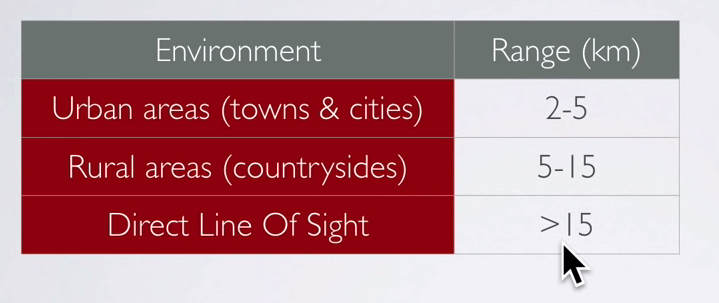 Environment Range (km)
Urban areas (towns & cities) 2-5
Rural areas (countrysides) 5-15
Direct Line Of Sight >15